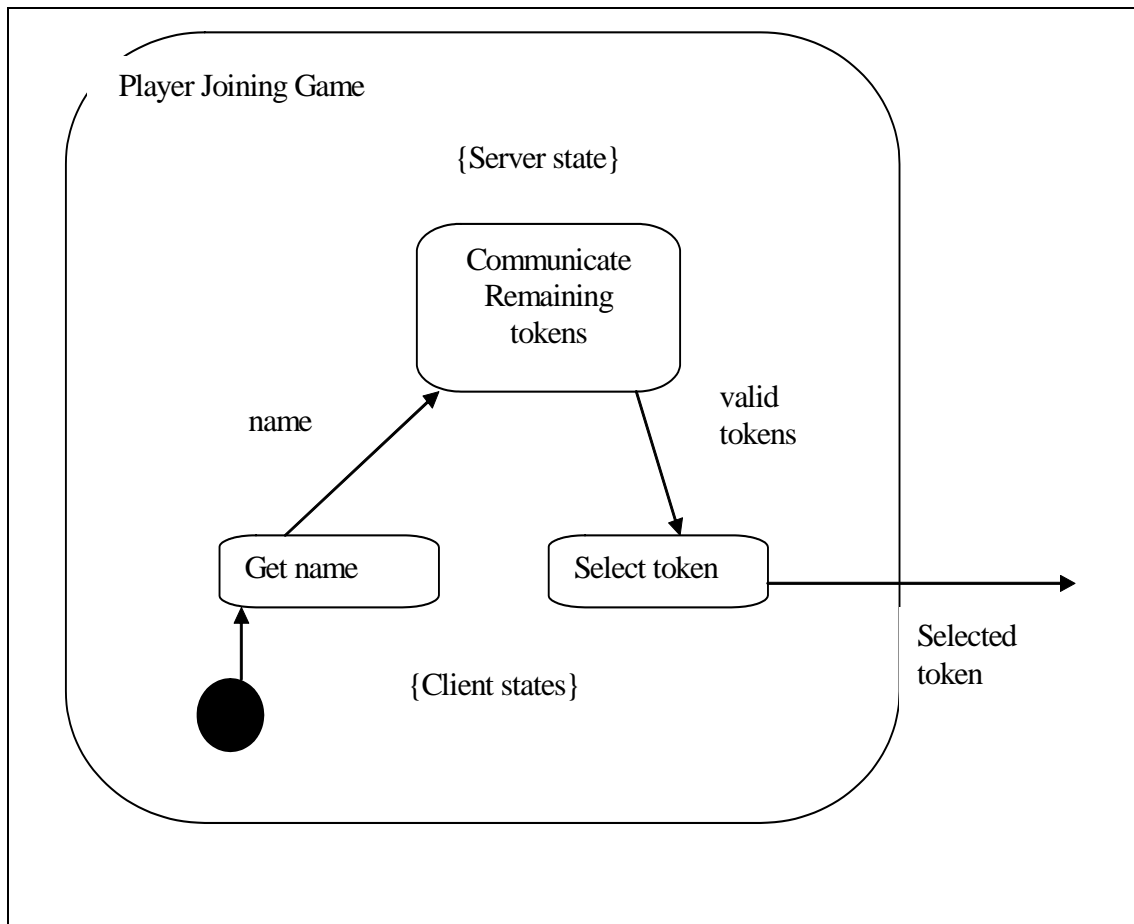 Player Joining Game
{Server state}
Communicate
Remaining
tokens
name
valid
tokens
Get name
Select token
Selected
token
{Client states}